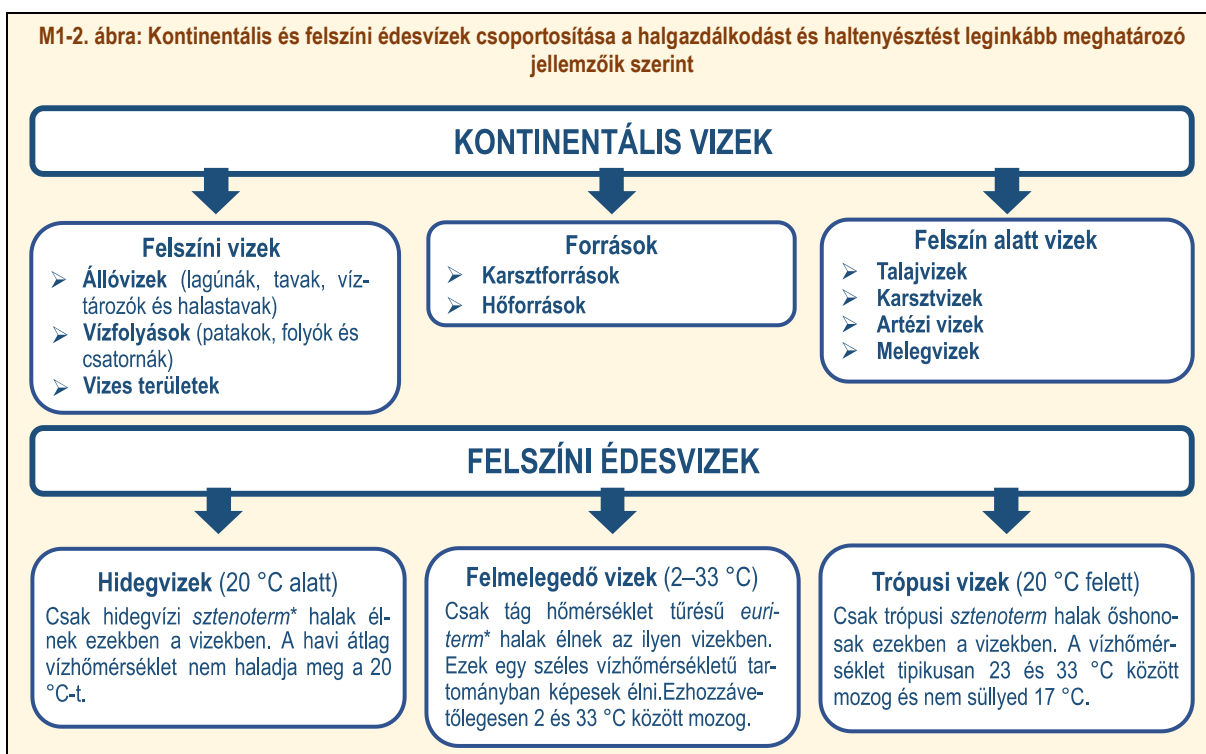 M1-2. ábra: Kontinentális és felszíni édesvízek csoportosítása a halgazdálkodást és haltenyésztést leginkább meghatározó
jellemzőik szerint
KONTINENTÁLIS VIZEK
Felszíni vizek
➢ Állóvizek (lagúnák, tavak, víz-
tározók és halastavak)
➢ Vízfolyások (patakok, folyók és
csatornák)
➢ Vizes területek
Források
➢ Karsztforrások
➢ Hőforrások
Felszín alatt vizek
➢ Talajvizek
➢ Karsztvizek
➢ Artézi vizek
➢ Melegvizek
FELSZÍNI ÉDESVIZEK
Hidegvizek (20 °C alatt)
Csak hidegvízi sztenoterm* halak él-
nek ezekben a vizekben. A havi átlag
vízhőmérséklet nem haladja meg a 20
°C-t.
Felmelegedő vizek (2–33 °C)
Csak tág hőmérséklet tűrésű euri-
term* halak élnek az ilyen vizekben.
Ezek egy széles vízhőmérsékletű tar-
tományban képesek élni.Ezhozzáve-
tőlegesen 2 és 33 °C között mozog.
Trópusi vizek (20 °C felett)
Csak trópusi sztenoterm halak őshono-
sak ezekben a vizekben. A vízhőmér-
séklet tipikusan 23 és 33 °C között
mozog és nem süllyed 17 °C.